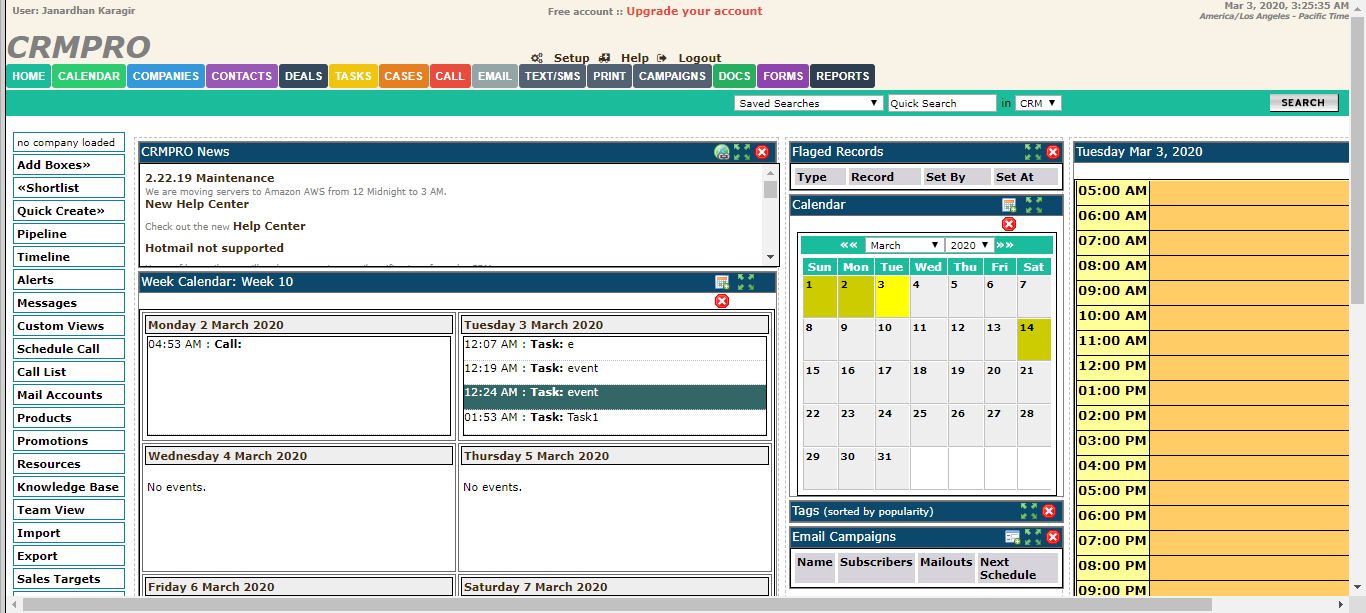 User: Janardhan Karagir
Free account :: Upgrade your account
Mar 3, 2020, 3:25:35 AM
America/Los Angeles - Pacific Time
CRMPRO
Setup Help Logout
HOME CALENDAR COMPANIES CONTACTS DEALS TASKS CASES CALL EMAIL TEXT/SMS PRINT CAMPAIGNS DOCS FORMS REPORTS
Saved Searches Quick Search in CRM SEARCH
no company loaded
Add Boxes»
«Shortlist
Quick Create»
Pipeline
Timeline
Alerts
Messages
Custom Views
Schedule Call
Call List
Mail Accounts
Products
Promotions
Resources
Knowledge Base
Team View
Import
Export
Sales Targets
CRMPRO News
2.22.19 Maintenance
We are moving servers to Amazon AWS from 12 Midnight to 3 AM.
New Help Center
Check out the new Help Center
Hotmail not supported
Week Calendar: Week 10
Monday 2 March 2020
04:53 AM : Call:
Tuesday 3 March 2020
12:07 AM : Task: e
12:19 AM : Task: event
12:24 AM : Task: event
01:53 AM : Task: Task1
Wednesday 4 March 2020
No events.
Thursday 5 March 2020
No events.
Friday 6 March 2020
Saturday 7 March 2020
Flaged Records
Type Record Set By Set At
Calendar
«« March 2020 »»
Sun Mon Tue Wed Thu Fri Sat
1 2 3 4 5 6 7
8 9 10 11 12 13 14
15 16 17 18 19 20 21
22 23 24 25 26 27 28
29 30 31
Tags (sorted by popularity)
Email Campaigns
Name Subscribers Mailouts Next
Schedule
Tuesday Mar 3, 2020
05:00 AM
06:00 AM
07:00 AM
08:00 AM
09:00 AM
10:00 AM
11:00 AM
12:00 PM
01:00 PM
02:00 PM
03:00 PM
04:00 PM
05:00 PM
06:00 PM
07:00 PM
08:00 PM
09:00 PM